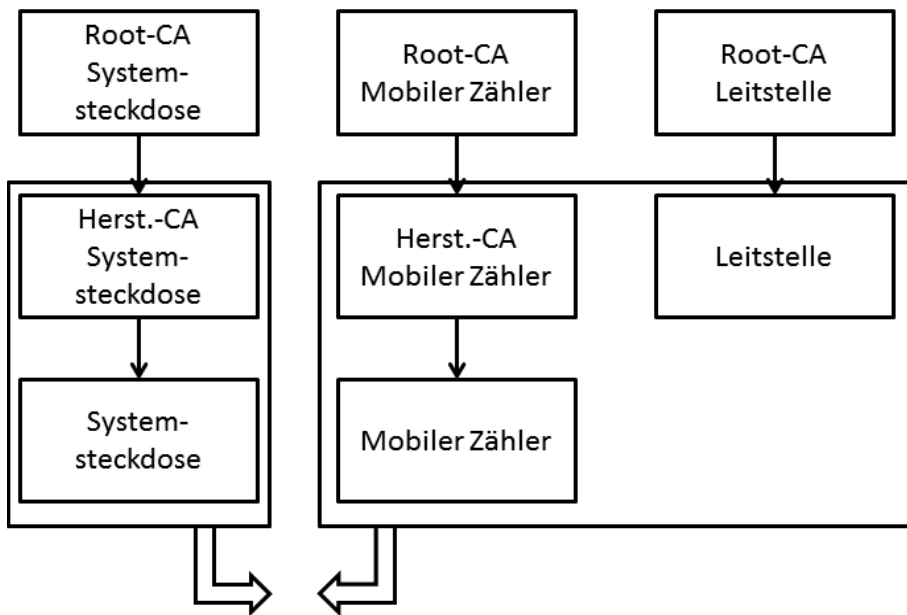 Root-CA
System-
steckdose
Root-CA
Mobiler Zähler
Root-CA
Leitstelle
Herst.-CA
System-
steckdose
Herst.-CA
Mobiler Zähler
Leitstelle
System-
steckdose
Mobiler Zähler